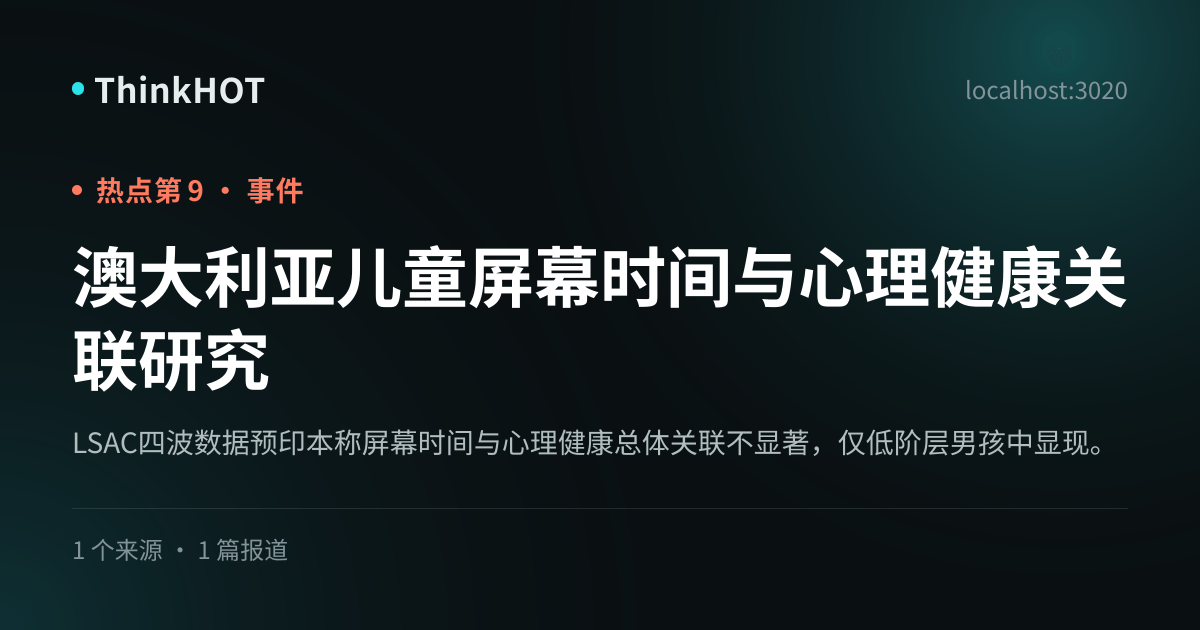 ThinkHOT
localhost:3020
热点第 9 · 事件
澳大利亚儿童屏幕时间与心理健康关
联研究
LSAC四波数据预印本称屏幕时间与心理健康总体关联不显著，仅低阶层男孩中显现。
1 个来源 · 1 篇报道